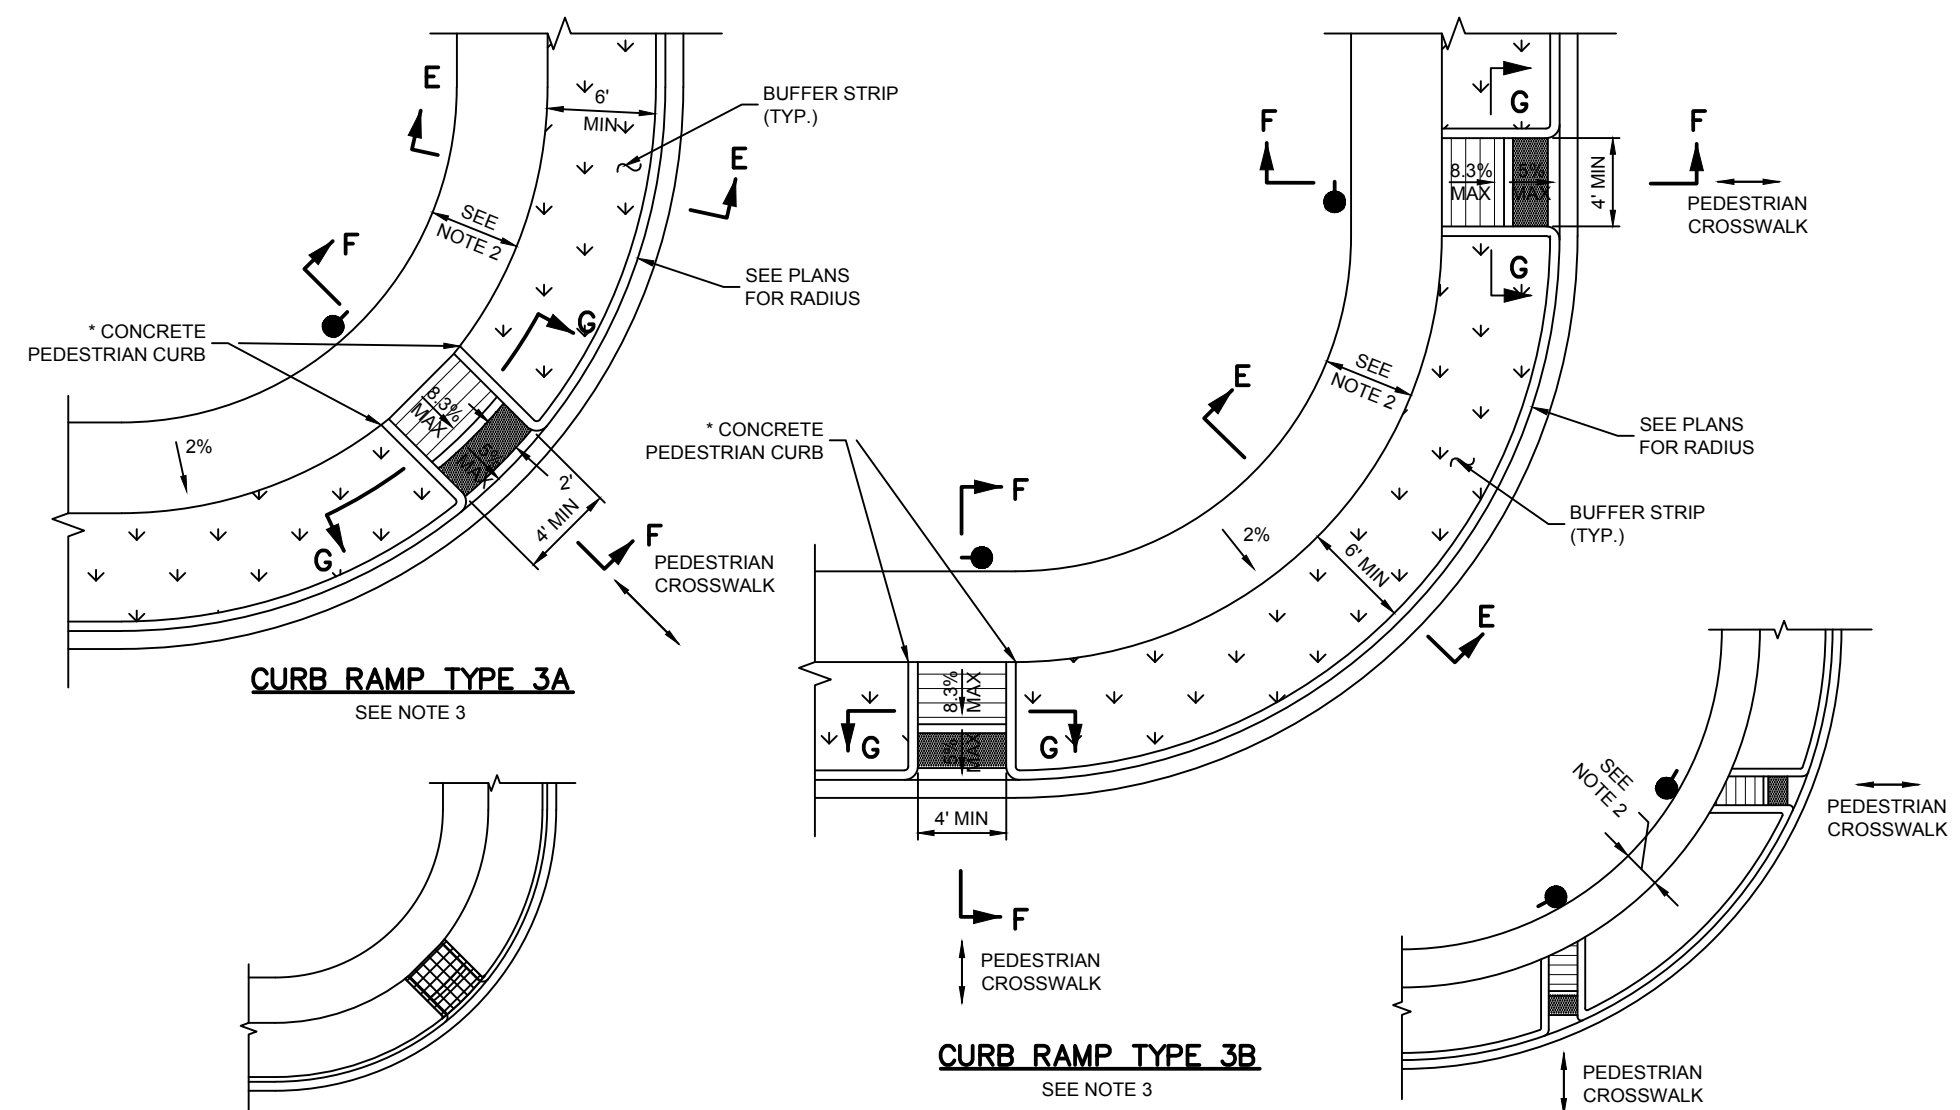 E
6'
MIN
BUFFER STRIP
(TYP.)
E
SEE
NOTE 2
F
SEE PLANS
FOR RADIUS
G
* CONCRETE
PEDESTRIAN CURB
8.3%
MAX
5%
MAX
2%
2'
4' MIN
G
F
PEDESTRIAN
CROSSWALK
CURB RAMP TYPE 3A
SEE NOTE 3
G
F
F
8.3%
MAX
5%
MAX
4' MIN
PEDESTRIAN
CROSSWALK
G
SEE
NOTE 2
E
* CONCRETE
PEDESTRIAN CURB
SEE PLANS
FOR RADIUS
F
BUFFER STRIP
(TYP.)
2%
6' MIN
E
8.3%
MAX
G
G
5%
MAX
4' MIN
F
PEDESTRIAN
CROSSWALK
CURB RAMP TYPE 3B
SEE NOTE 3
SEE
NOTE 2
PEDESTRIAN
CROSSWALK
PEDESTRIAN
CROSSWALK